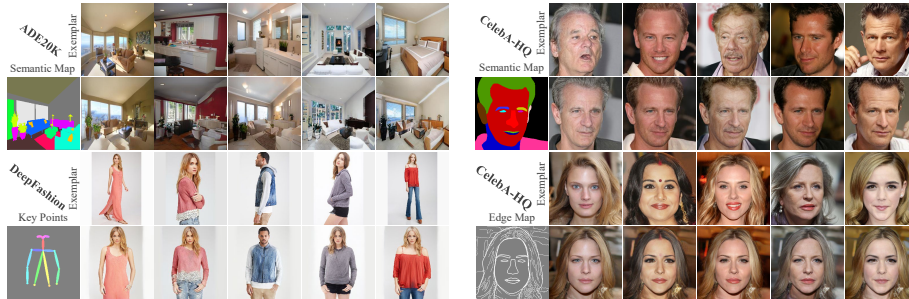 ADE20K
Exemplar
Semantic Map
DeepFashion
Exemplar
Key Points
CelebA-HQ
Exemplar
Semantic Map
CelebA-HQ
Exemplar
Edge Map